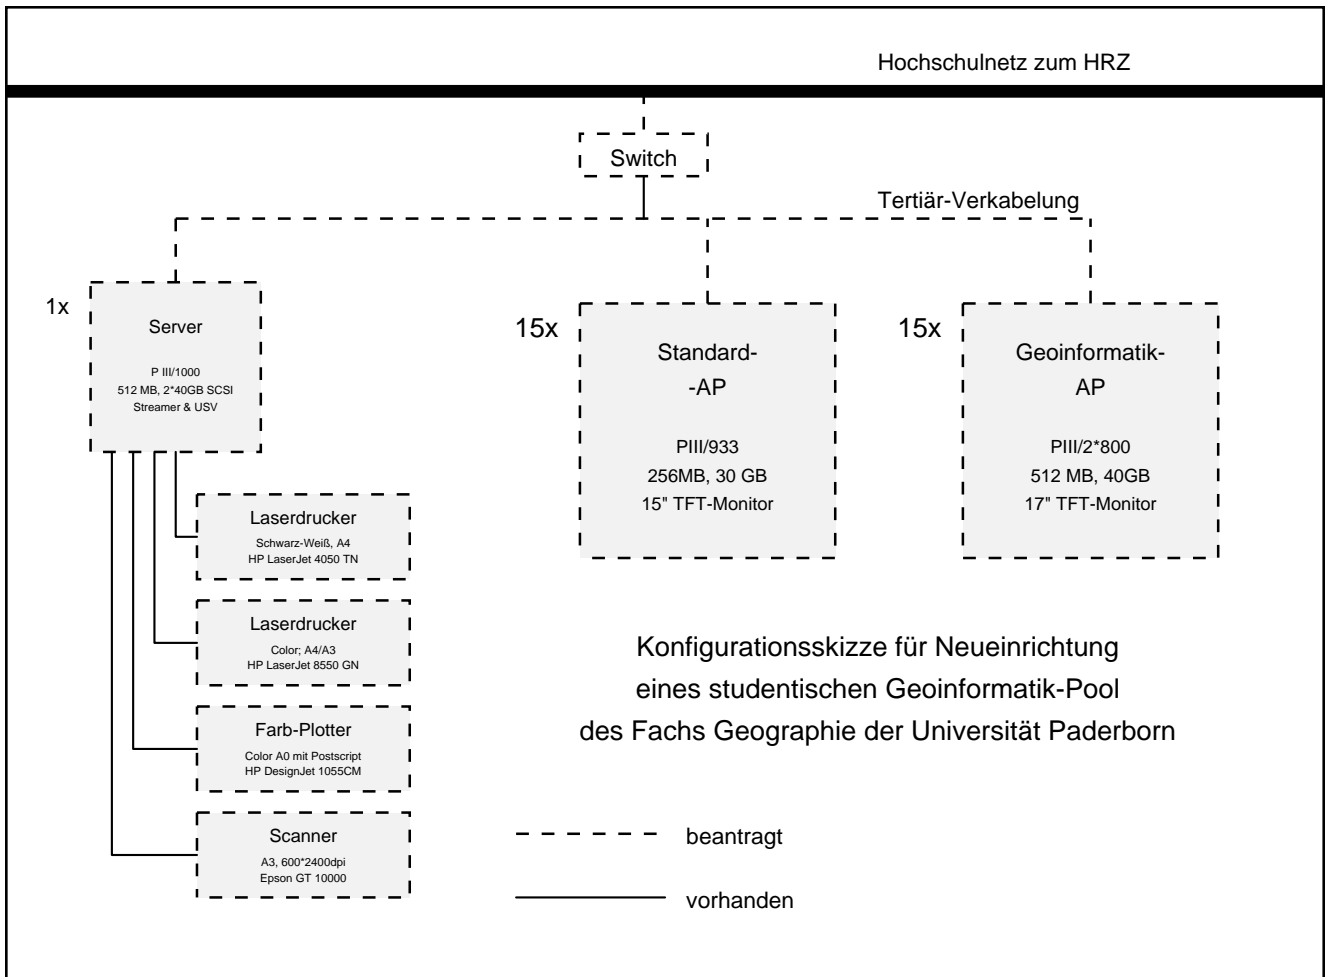 Hochschulnetz zum HRZ
Switch
Tertiär-Verkabelung
1x
Server
P III/1000
512 MB, 2*40GB SCSI
Streamer & USV
15x
Standard-
-AP
PIII/933
256MB, 30 GB
15" TFT-Monitor
15x
Geoinformatik-
AP
PIII/2*800
512 MB, 40GB
17" TFT-Monitor
Laserdrucker
Schwarz-Weiß, A4
HP LaserJet 4050 TN
Laserdrucker
Color; A4/A3
HP LaserJet 8550 GN
Farb-Plotter
Color A0 mit Postscript
HP DesignJet 1055CM
Scanner
A3, 600*2400dpi
Epson GT 10000
Konfigurationsskizze für Neueinrichtung
eines studentischen Geoinformatik-Pool
des Fachs Geographie der Universität Paderborn
beantragt
vorhanden